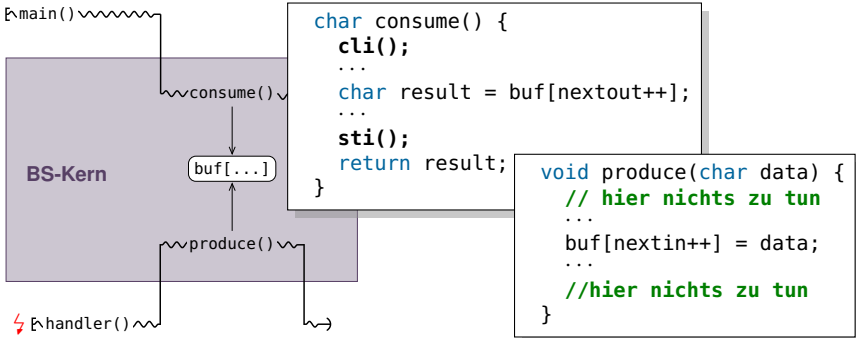 main()
consume()
BS-Kern
buf[...]
produce()
handler()
char consume() {
cli();
...
char result = buf[nextout++];
...
sti();
return result;
}
void produce(char data) {
// hier nichts zu tun
...
buf[nextin++] = data;
...
//hier nichts zu tun
}